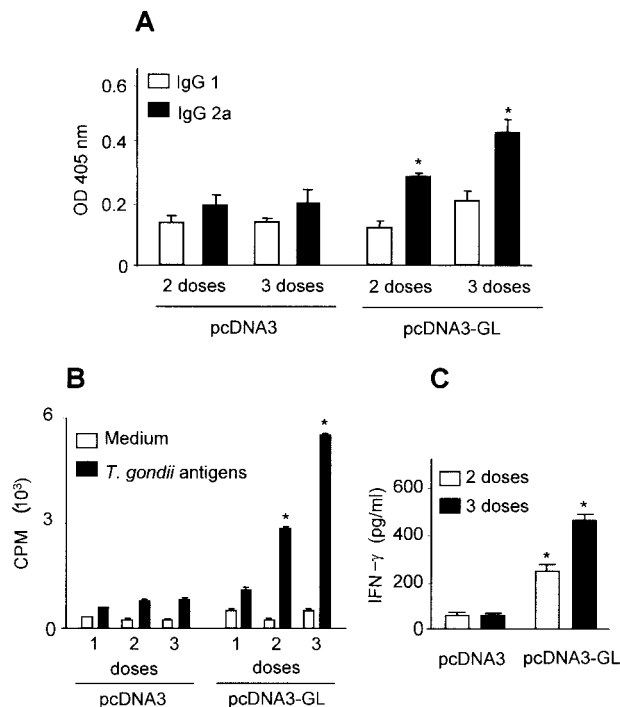 A
IgG 1
IgG 2a
OD 405 nm
0.6
0.4
0.2
0
*
*
2 doses 3 doses 2 doses 3 doses
pcDNA3 pcDNA3-GL
B
Medium
T. gondii antigens
CPM (10³)
6
3
0
*
*
1 2 3 1 2 3
doses doses
pcDNA3 pcDNA3-GL
C
2 doses
3 doses
IFN –γ (pg/ml)
600
400
200
0
*
*
pcDNA3 pcDNA3-GL